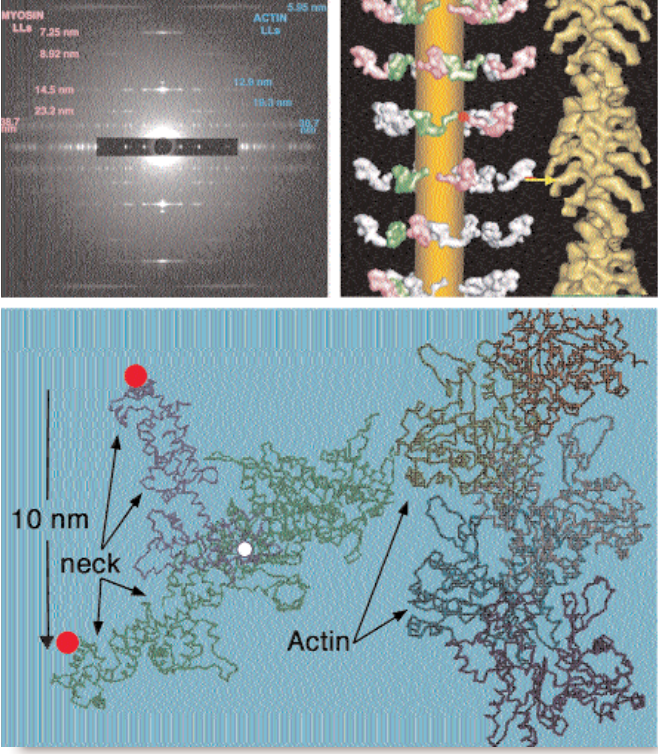 5.95 nm
MYOSIN
LLs
ACTIN
LLs
7.25 nm
8.92 nm
14.5 nm
12.9 nm
23.2 nm
19.3 nm
38.7
nm
30.7
nm
10 nm
neck
Actin